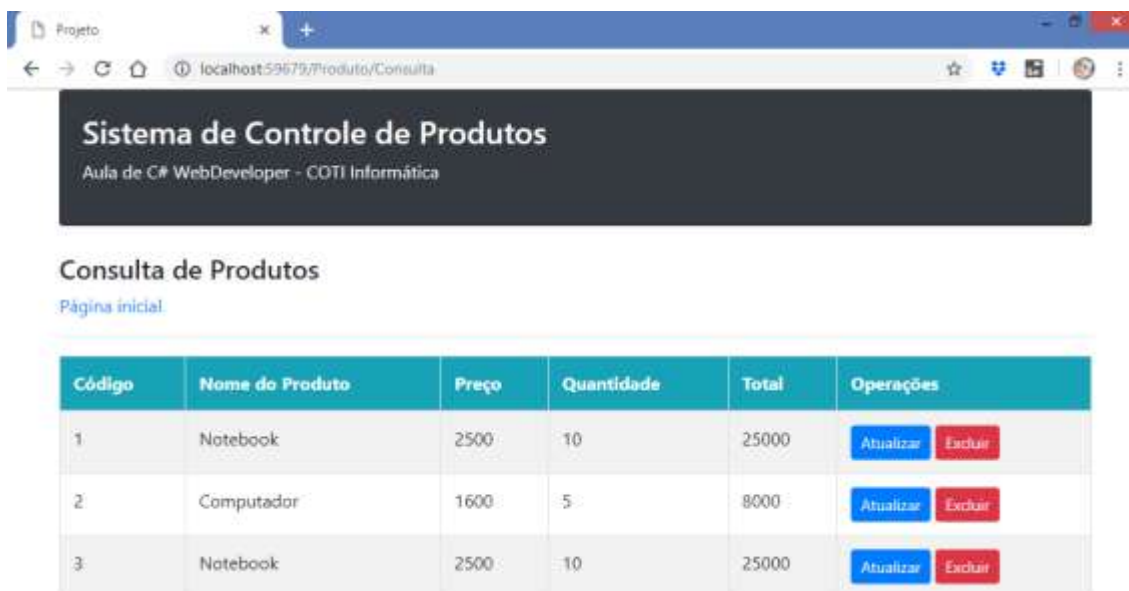 Projeto
localhost:59679/Produto/Consulta
Sistema de Controle de Produtos
Aula de C# WebDeveloper - COTI Informática
Consulta de Produtos
Página inicial
Código Nome do Produto Preço Quantidade Total Operações
1 Notebook 2500 10 25000 Atualizar Excluir
2 Computador 1600 5 8000 Atualizar Excluir
3 Notebook 2500 10 25000 Atualizar Excluir